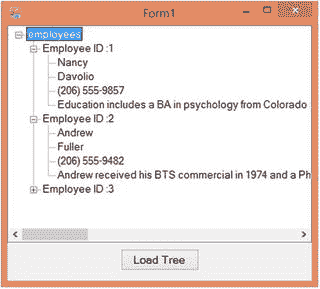 Form1
employees
Employee ID :1
Nancy
Davolio
(206) 555-9857
Education includes a BA in psychology from Colorado
Employee ID :2
Andrew
Fuller
(206) 555-9482
Andrew received his BTS commercial in 1974 and a Ph
Employee ID :3
Load Tree